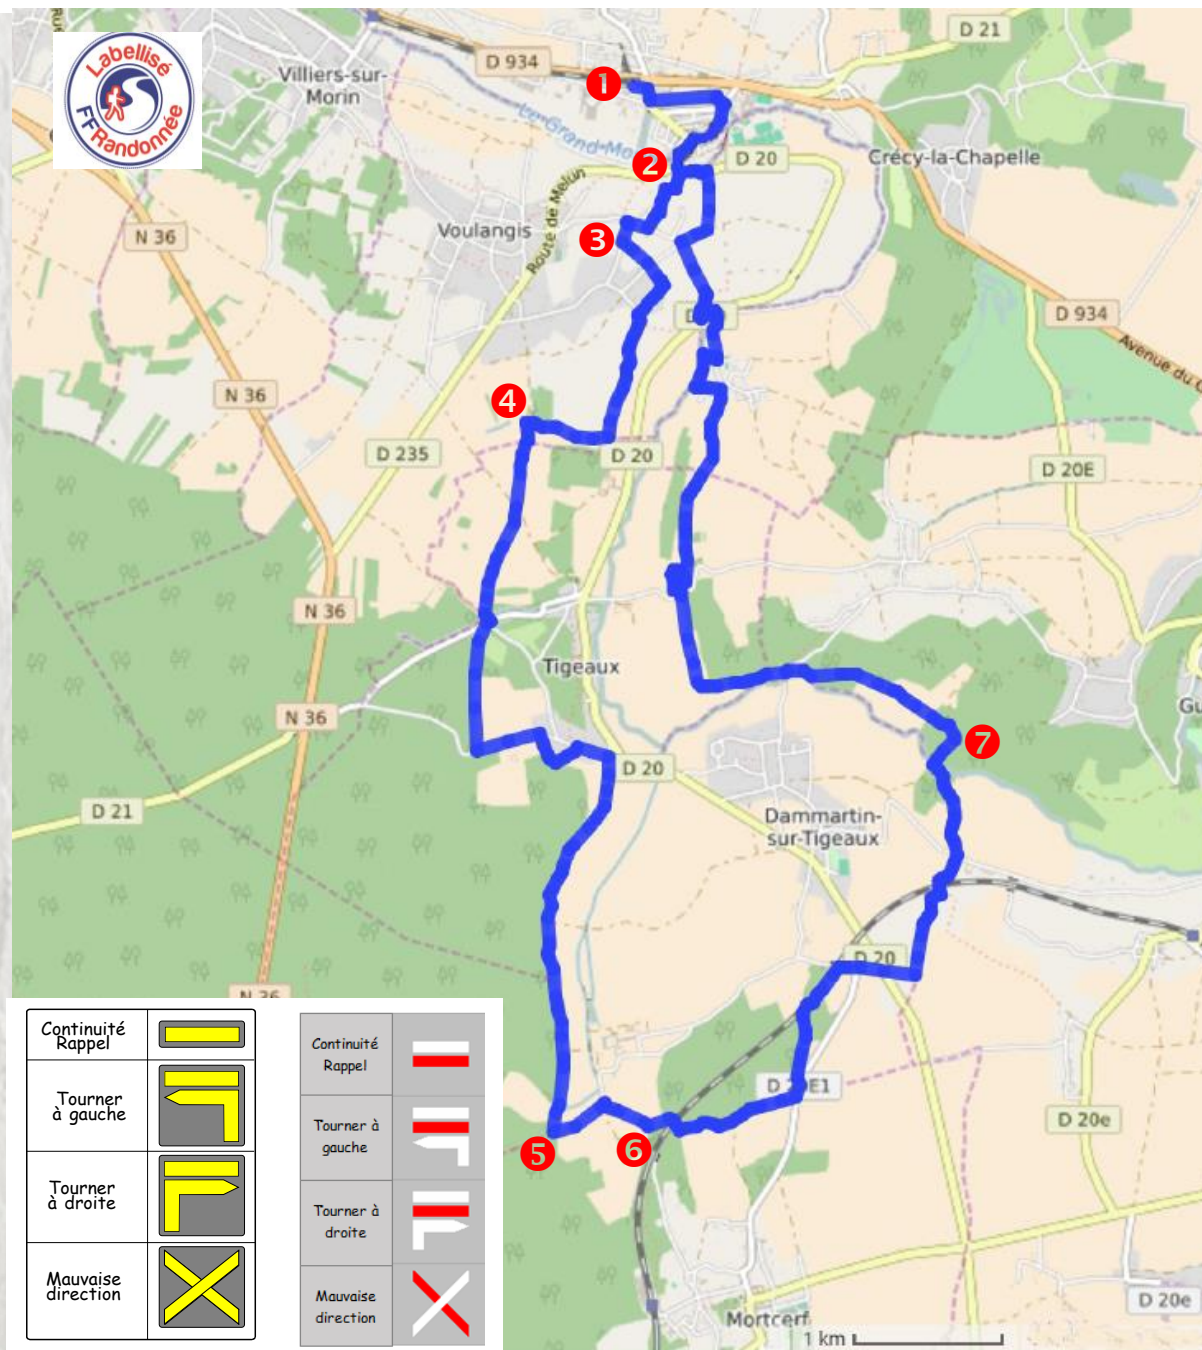 Labellisé
FFRandonnée
D 934
D 21
Villiers-sur-
Morin
1
Le Grand-Mo
2
D 20
Crécy-la-Chapelle
Route de Melun
N 36
Voulangis
3
D 934
Avenue du
N 36
4
D 235
D 20
D 20E
N 36
Tigeaux
N 36
D 20
7
D 21
Dammartin-
sur-Tigeaux
D 20
N 36
Continuité
Rappel
Tourner
à gauche
Tourner
à droite
Mauvaise
direction
Continuité
Rappel
Tourner à
gauche
Tourner à
droite
Mauvaise
direction
5
6
D 20E1
D 20e
D 20e
Mortcerf
1 km